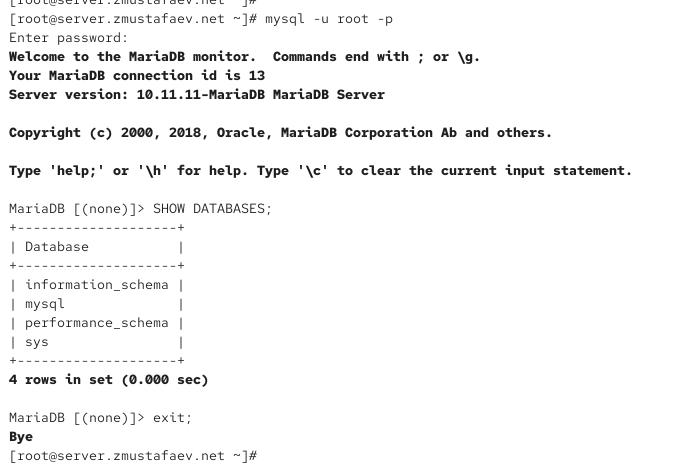 [root@server.zmustafaev.net ~]#
[root@server.zmustafaev.net ~]# mysql -u root -p
Enter password:
Welcome to the MariaDB monitor.  Commands end with ; or \g.
Your MariaDB connection id is 13
Server version: 10.11.11-MariaDB MariaDB Server

Copyright (c) 2000, 2018, Oracle, MariaDB Corporation Ab and others.

Type 'help;' or '\h' for help. Type '\c' to clear the current input statement.

MariaDB [(none)]> SHOW DATABASES;
+--------------------+
| Database           |
+--------------------+
| information_schema |
| mysql              |
| performance_schema |
| sys                |
+--------------------+
4 rows in set (0.000 sec)

MariaDB [(none)]> exit;
Bye
[root@server.zmustafaev.net ~]#